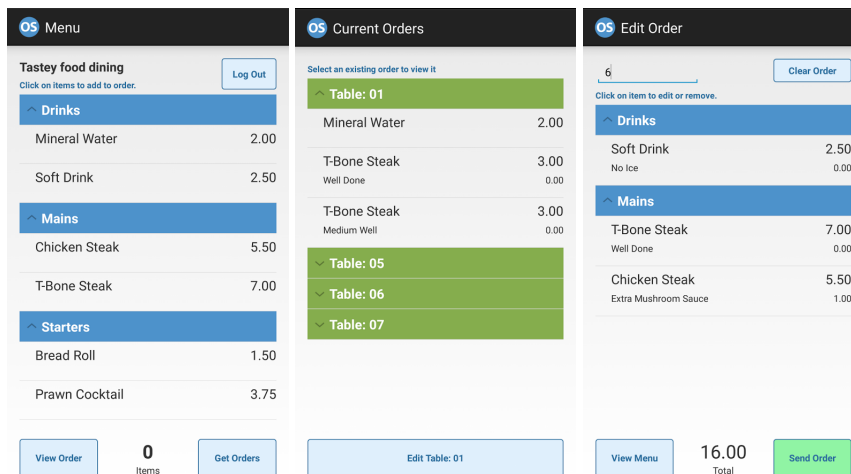 OS Menu
Tastey food dining
Log Out
Click on items to add to order.
Drinks
Mineral Water 2.00
Soft Drink 2.50
Mains
Chicken Steak 5.50
T-Bone Steak 7.00
Starters
Bread Roll 1.50
Prawn Cocktail 3.75
View Order
0
Items
Get Orders
OS Current Orders
Select an existing order to view it
Table: 01
Mineral Water 2.00
T-Bone Steak 3.00
Well Done 0.00
T-Bone Steak 3.00
Medium Well 0.00
Table: 05
Table: 06
Table: 07
Edit Table: 01
OS Edit Order
6
Clear Order
Click on item to edit or remove.
Drinks
Soft Drink 2.50
No Ice 0.00
Mains
T-Bone Steak 7.00
Well Done 0.00
Chicken Steak 5.50
Extra Mushroom Sauce 1.00
View Menu
16.00
Total
Send Order